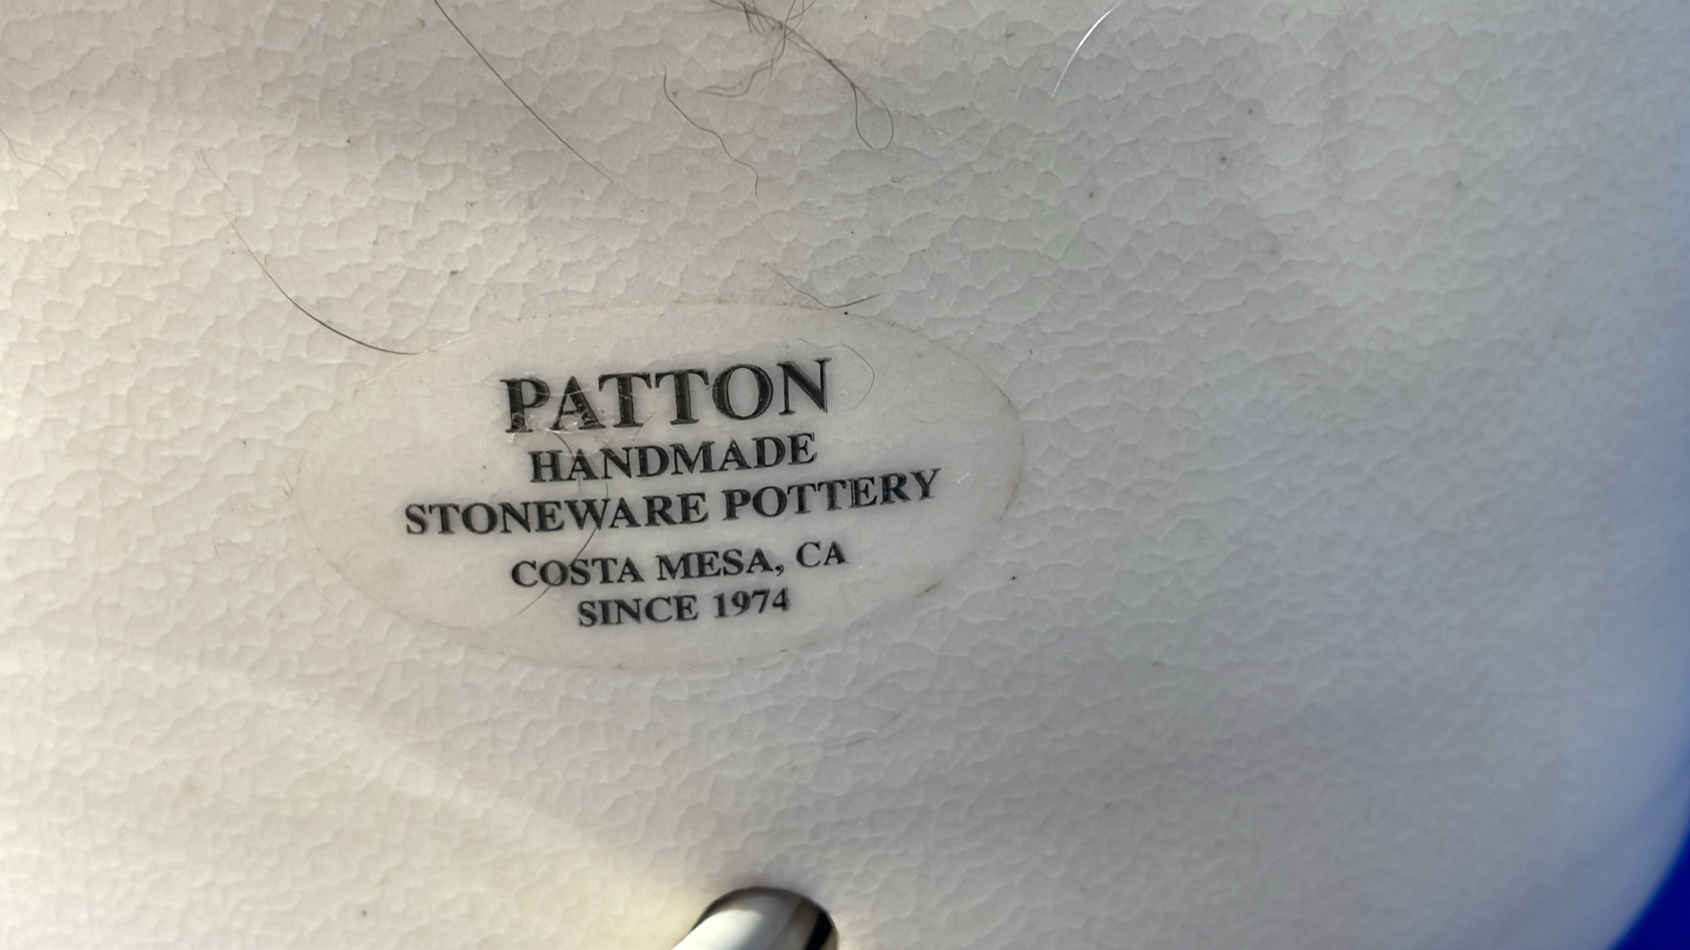 PATTON
HANDMADE
STONEWARE POTTERY
COSTA MESA, CA
SINCE 1974